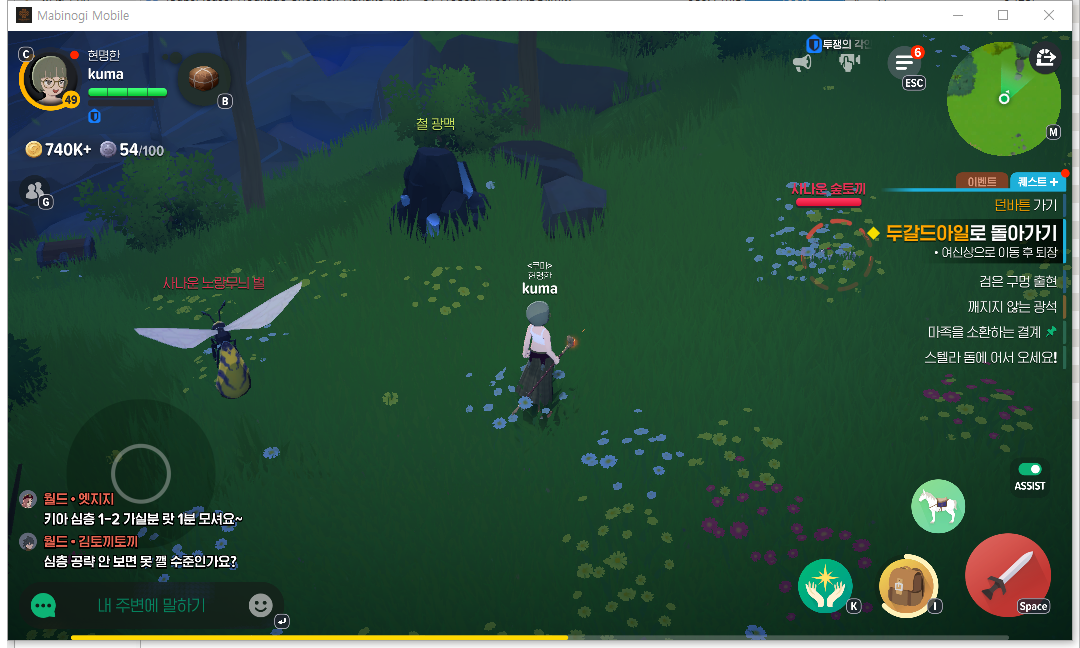 Mabinogi Mobile
C
현명한
kuma
49
B
740K+
54/100
G
투쟁의 각인
6
ESC
M
철 광맥
이벤트
퀘스트 +
던바튼 가기
두갈드아일로 돌아가기
• 여신상으로 이동 후 퇴장
검은 구멍 출현
깨지지 않는 광석
마족을 소환하는 결계
스텔라 돔에 어서 오세요!
사나운 숲토끼
사나운 노랑무늬 벌
현명한
kuma
ASSIST
월드 • 엣지지
키아 심층 1-2 가실분 랏 1분 모셔요~
월드 • 김토끼토끼
심층 공략 안 보면 못 깰 수준인가요?
내 주변에 말하기
K
I
Space